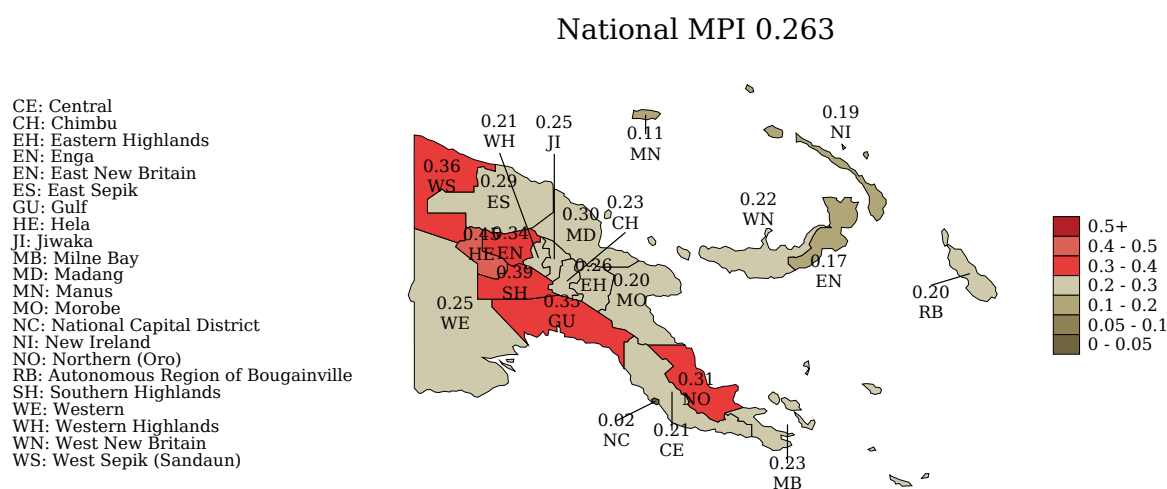 National MPI 0.263
CE: Central
CH: Chimbu
EH: Eastern Highlands
EN: Enga
EN: East New Britain
ES: East Sepik
GU: Gulf
HE: Hela
JI: Jiwaka
MB: Milne Bay
MD: Madang
MN: Manus
MO: Morobe
NC: National Capital District
NI: New Ireland
NO: Northern (Oro)
RB: Autonomous Region of Bougainville
SH: Southern Highlands
WE: Western
WH: Western Highlands
WN: West New Britain
WS: West Sepik (Sandaun)
0.21
WH
0.25
JI
0.11
MN
0.19
NI
0.36
WS
0.29
ES
0.30
MD
0.23
CH
0.22
WN
0.45
HE
0.34
EN
0.39
SH
0.26
EH
0.20
MO
0.17
EN
0.20
RB
0.25
WE
0.35
GU
0.31
NO
0.02
NC
0.21
CE
0.23
MB
0.5+
0.4 - 0.5
0.3 - 0.4
0.2 - 0.3
0.1 - 0.2
0.05 - 0.1
0 - 0.05